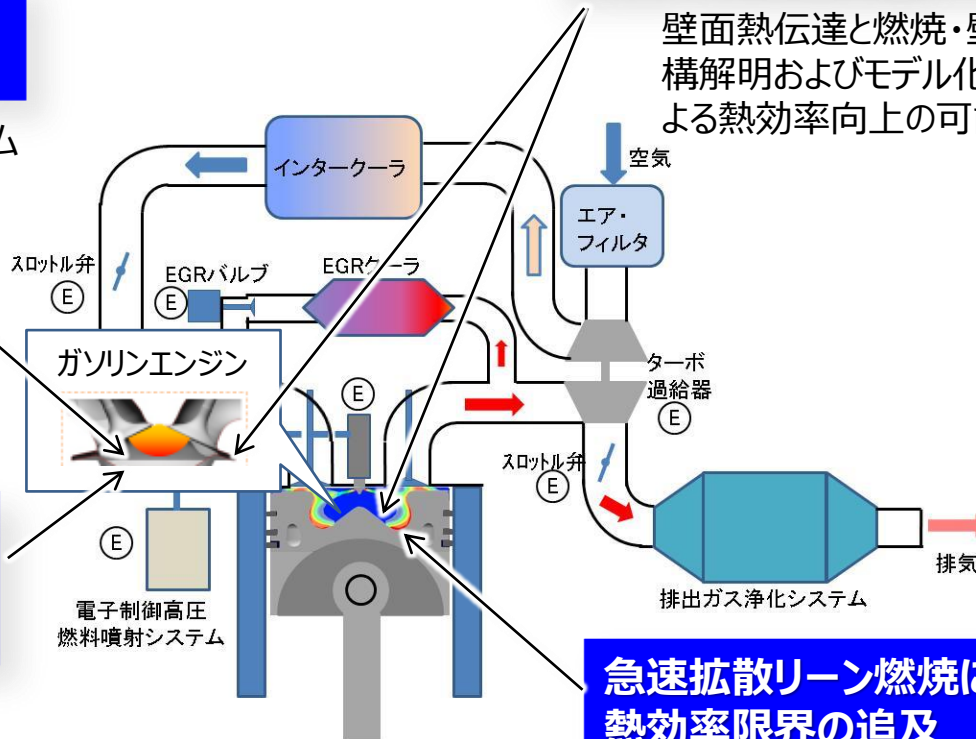 壁面熱伝達と燃焼・
構解明およびモデル化
よる熱効率向上の可
ム
空気
インタークーラ
エア・
フィルタ
スロットル弁
E
EGRバルブ
E
EGRクーラ
ガソリンエンジン
E
ターボ
過給器
E
スロットル弁
E
E
電子制御高圧
燃料噴射システム
排気
排出ガス浄化システム
急速拡散リーン燃焼に
熱効率限界の追及